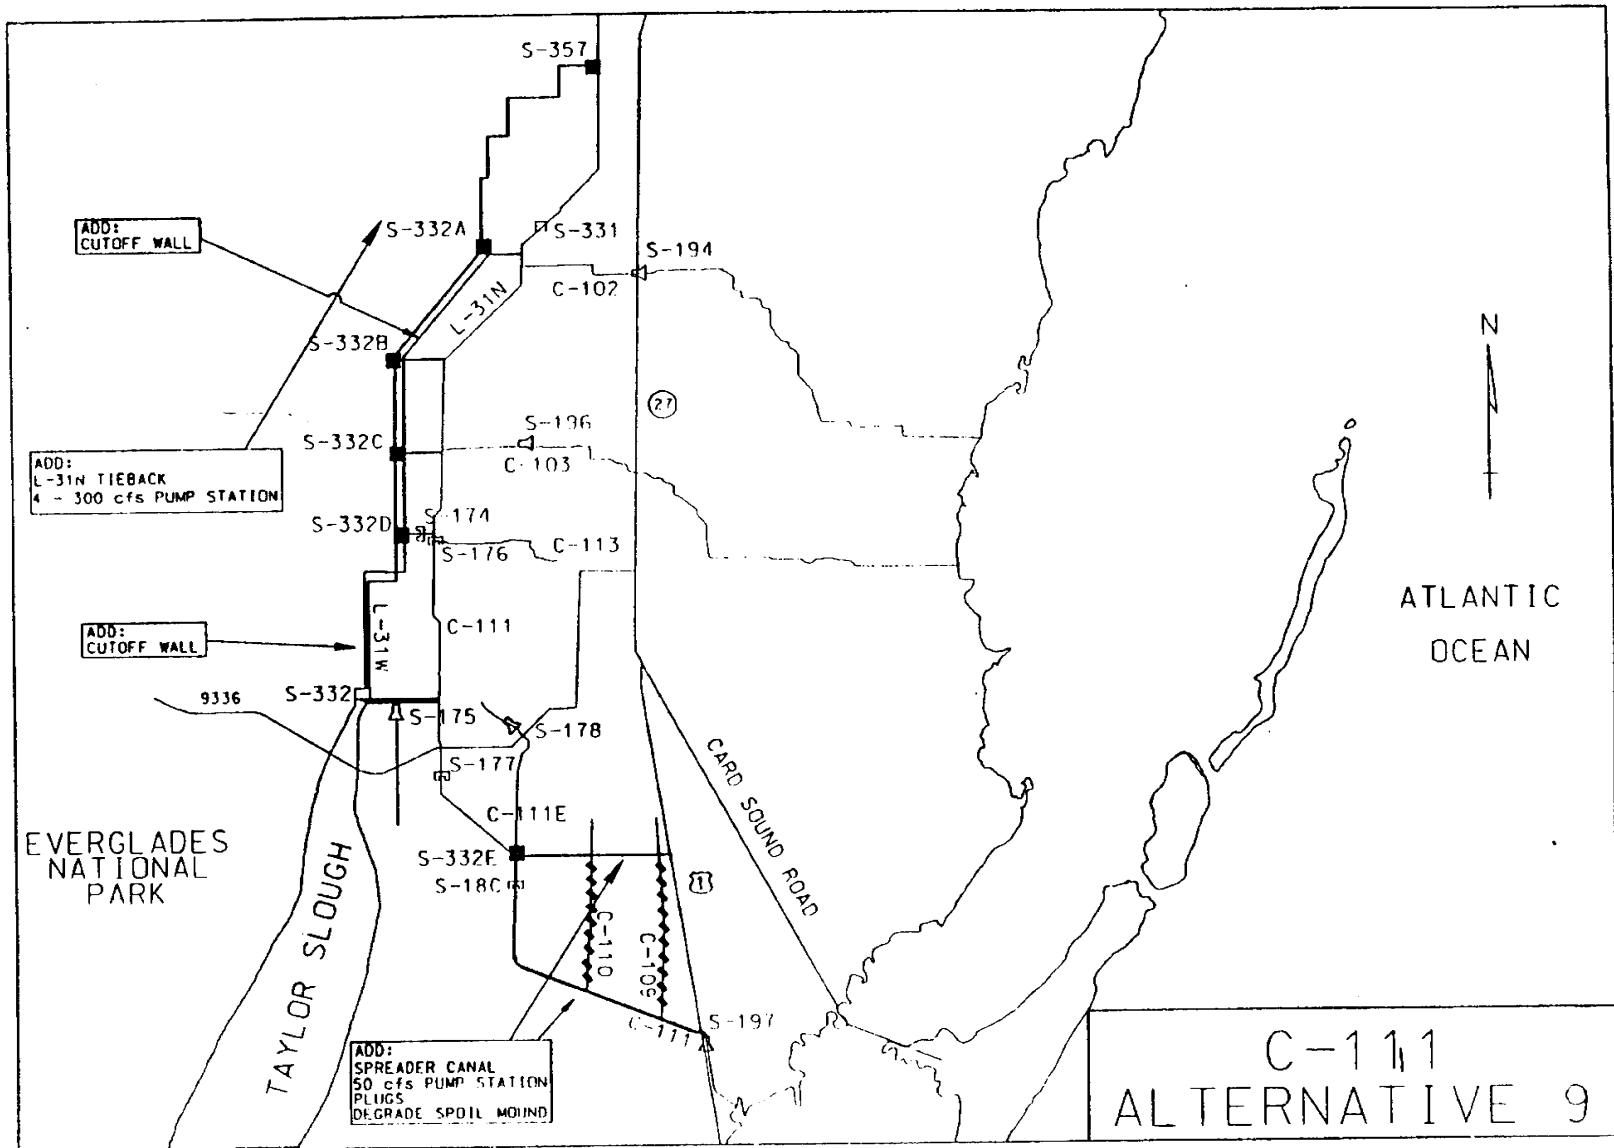 S-357
ADD:
CUTOFF WALL
S-332A
S-331
S-194
C-102
L-31N
N
S-332B
27
S-196
S-332C
C-103
ADD:
L-31N TIEBACK
4 - 300 cfs PUMP STATION
S-332D
S-174
S-176
C-113
ATLANTIC
OCEAN
ADD:
CUTOFF WALL
L-31W
C-111
S-332
9336
S-175
S-178
S-177
CARD SOUND ROAD
C-111E
EVERGLADES
NATIONAL
PARK
S-332E
S-18C
1
TAYLOR SLOUGH
C-110
C-109
C-111
S-197
ADD:
SPREADER CANAL
50 cfs PUMP STATION
PLUGS
DEGRADE SPOIL MOUND
C-111
ALTERNATIVE 9